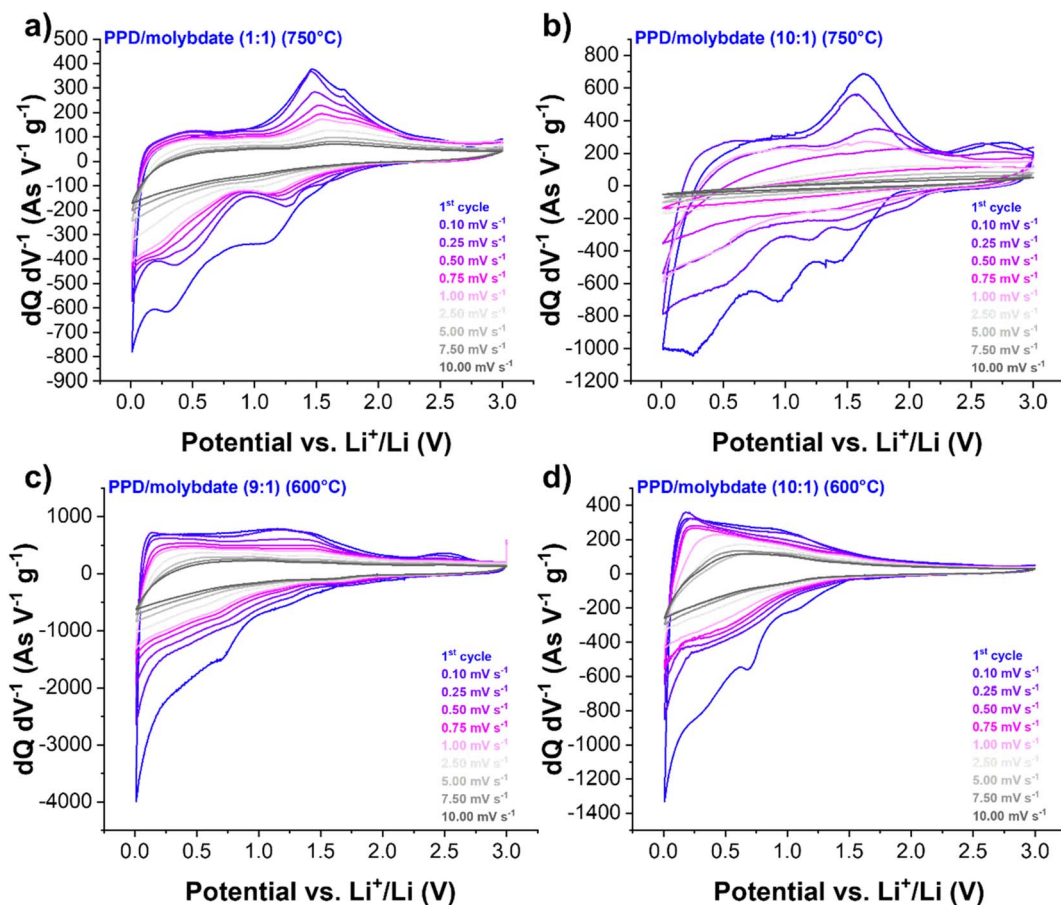 a)
PPD/molybdate (1:1) (750°C)
500
400
300
200
100
0
-100
-200
-300
-400
-500
-600
-700
-800
-900
dQ dV⁻¹ (As V⁻¹ g⁻¹)
1st cycle
0.10 mV s⁻¹
0.25 mV s⁻¹
0.50 mV s⁻¹
0.75 mV s⁻¹
1.00 mV s⁻¹
2.50 mV s⁻¹
5.00 mV s⁻¹
7.50 mV s⁻¹
10.00 mV s⁻¹
0.0 0.5 1.0 1.5 2.0 2.5 3.0
Potential vs. Li⁺/Li (V)
b)
PPD/molybdate (10:1) (750°C)
1000
800
600
400
200
0
-200
-400
-600
-800
-1000
-1200
dQ dV⁻¹ (As V⁻¹ g⁻¹)
1st cycle
0.10 mV s⁻¹
0.25 mV s⁻¹
0.50 mV s⁻¹
0.75 mV s⁻¹
1.00 mV s⁻¹
2.50 mV s⁻¹
5.00 mV s⁻¹
7.50 mV s⁻¹
10.00 mV s⁻¹
0.0 0.5 1.0 1.5 2.0 2.5 3.0
Potential vs. Li⁺/Li (V)
c)
PPD/molybdate (9:1) (600°C)
1000
0
-1000
-2000
-3000
-4000
dQ dV⁻¹ (As V⁻¹ g⁻¹)
1st cycle
0.10 mV s⁻¹
0.25 mV s⁻¹
0.50 mV s⁻¹
0.75 mV s⁻¹
1.00 mV s⁻¹
2.50 mV s⁻¹
5.00 mV s⁻¹
7.50 mV s⁻¹
10.00 mV s⁻¹
0.0 0.5 1.0 1.5 2.0 2.5 3.0
Potential vs. Li⁺/Li (V)
d)
PPD/molybdate (10:1) (600°C)
400
200
0
-200
-400
-600
-800
-1000
-1200
-1400
dQ dV⁻¹ (As V⁻¹ g⁻¹)
1st cycle
0.10 mV s⁻¹
0.25 mV s⁻¹
0.50 mV s⁻¹
0.75 mV s⁻¹
1.00 mV s⁻¹
2.50 mV s⁻¹
5.00 mV s⁻¹
7.50 mV s⁻¹
10.00 mV s⁻¹
0.0 0.5 1.0 1.5 2.0 2.5 3.0
Potential vs. Li⁺/Li (V)